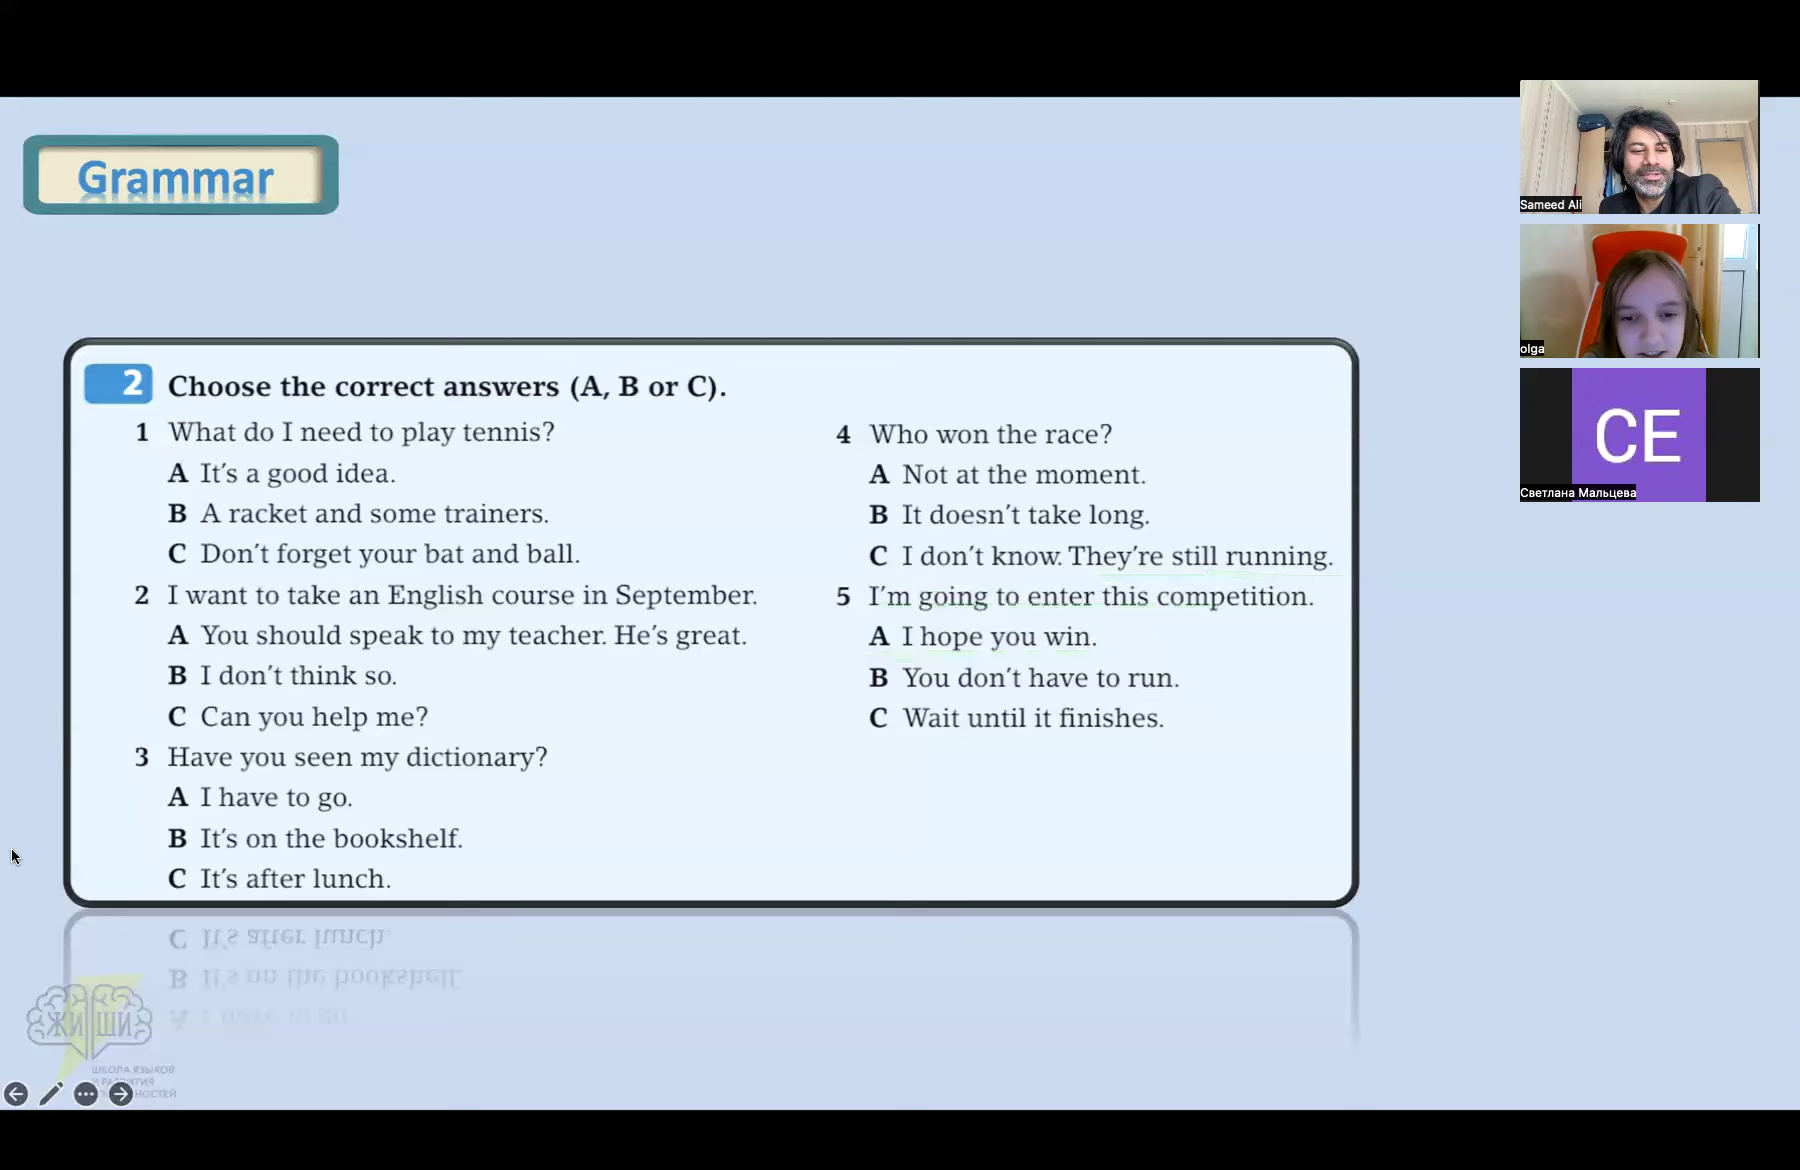 Grammar
2 Choose the correct answers (A, B or C).
1 What do I need to play tennis?
A It's a good idea.
B A racket and some trainers.
C Don't forget your bat and ball.
2 I want to take an English course in September.
A You should speak to my teacher. He's great.
B I don't think so.
C Can you help me?
3 Have you seen my dictionary?
A I have to go.
B It's on the bookshelf.
C It's after lunch.
4 Who won the race?
A Not at the moment.
B It doesn't take long.
C I don't know. They're still running.
5 I'm going to enter this competition.
A I hope you win.
B You don't have to run.
C Wait until it finishes.
Sameed Ali
olga
CE
Светлана Мальцева
ЖИ ШИ
ШКОЛА ЯЗЫКОВ